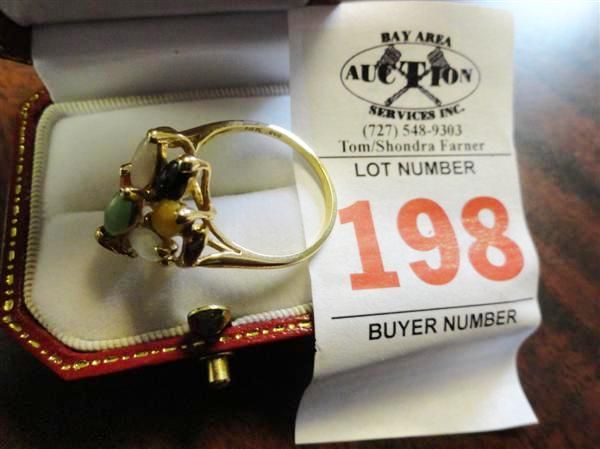 BAY AREA
AUCTION
SERVICES INC.
(727) 548-9303
Tom/Shondra Farner
LOT NUMBER
198
BUYER NUMBER